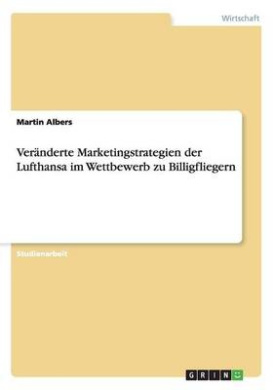 Wirtschaft
Martin Albers
Veränderte Marketingstrategien der
Lufthansa im Wettbewerb zu Billigfliegern
Studienarbeit
GRIN